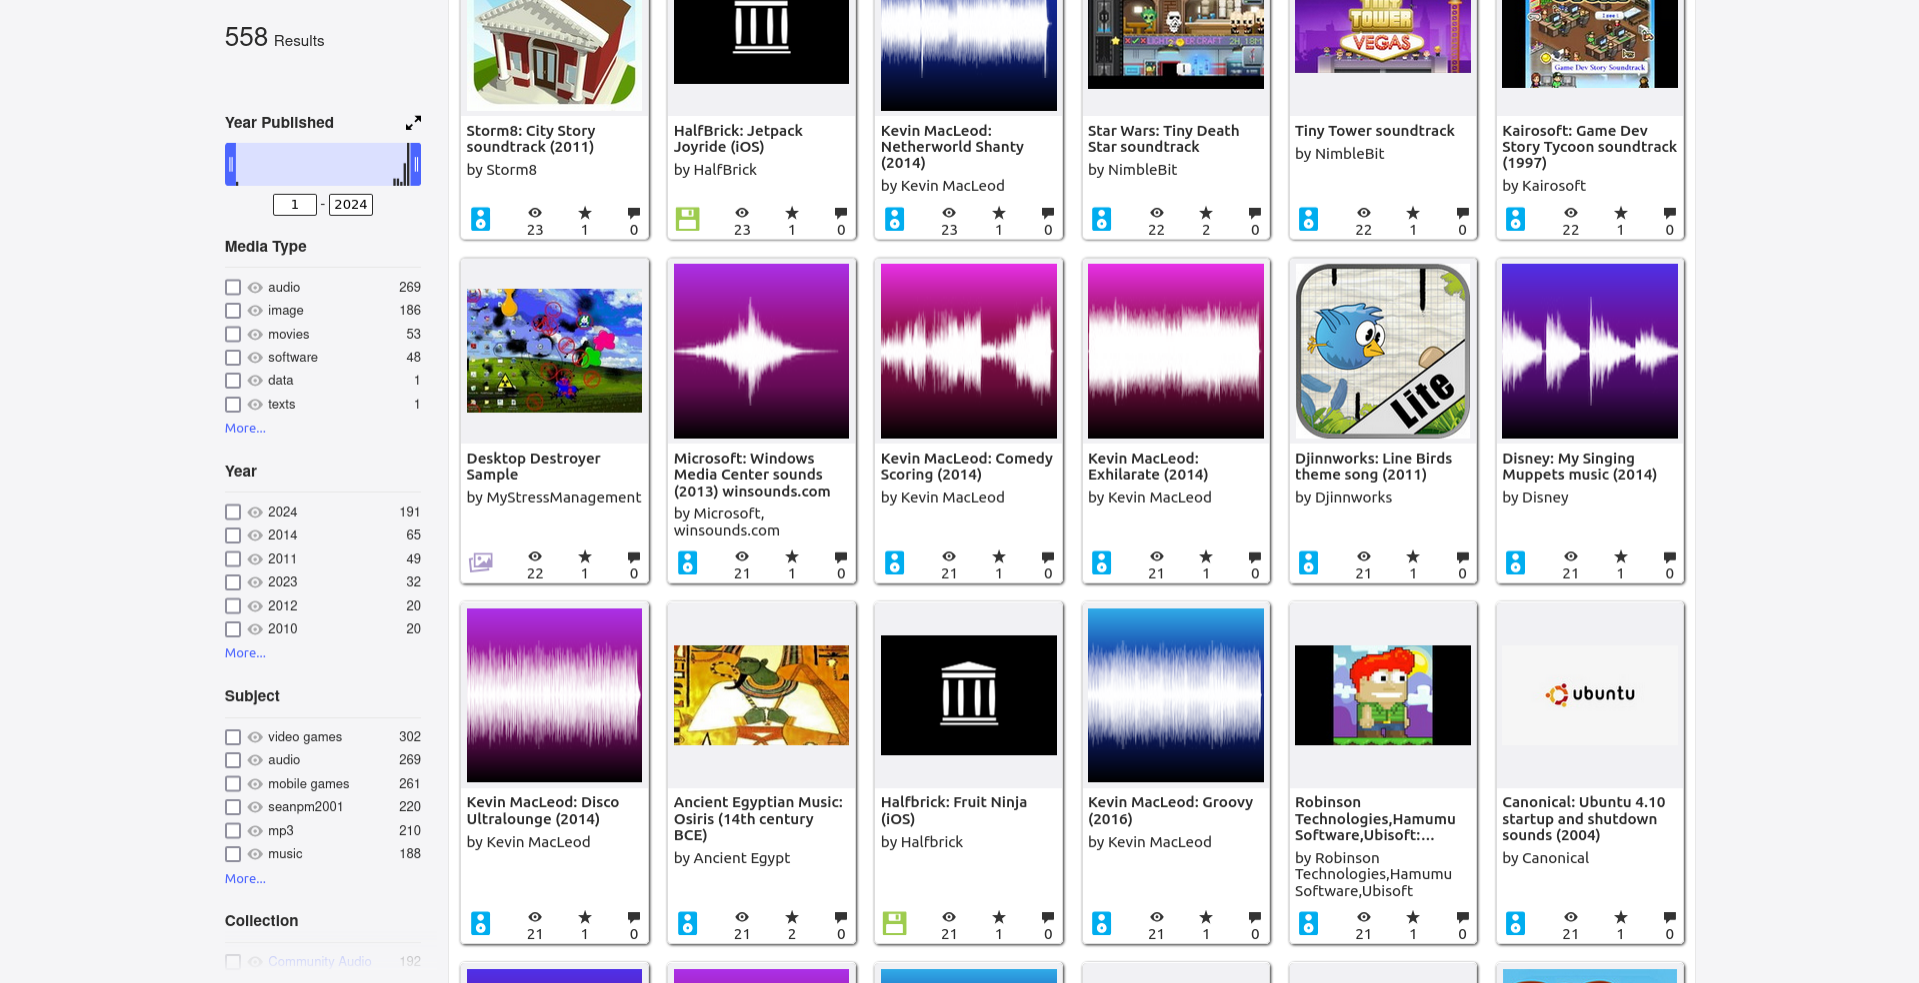 558 Results
Year Published
1 - 2024
Media Type
audio 269
image 186
movies 53
software 48
data 1
texts 1
More...
Year
2024 191
2014 65
2011 49
2023 32
2012 20
2010 20
More...
Subject
video games 302
audio 269
mobile games 261
seanpm2001 220
mp3 210
music 188
More...
Collection
Community Audio 192
Storm8: City Story
soundtrack (2011)
by Storm8
23 1 0
HalfBrick: Jetpack
Joyride (iOS)
by HalfBrick
23 1 0
Kevin MacLeod:
Netherworld Shanty
(2014)
by Kevin MacLeod
23 1 0
Star Wars: Tiny Death
Star soundtrack
by NimbleBit
22 2 0
TOWER
VEGAS
Tiny Tower soundtrack
by NimbleBit
22 1 0
Game Dev Story Soundtrack
Kairosoft: Game Dev
Story Tycoon soundtrack
(1997)
by Kairosoft
22 1 0
Desktop Destroyer
Sample
by MyStressManagement
22 1 0
Microsoft: Windows
Media Center sounds
(2013) winsounds.com
by Microsoft,
winsounds.com
21 1 0
Kevin MacLeod: Comedy
Scoring (2014)
by Kevin MacLeod
21 1 0
Kevin MacLeod:
Exhilarate (2014)
by Kevin MacLeod
21 1 0
Lite
Djinnworks: Line Birds
theme song (2011)
by Djinnworks
21 1 0
Disney: My Singing
Muppets music (2014)
by Disney
21 1 0
Kevin MacLeod: Disco
Ultralounge (2014)
by Kevin MacLeod
21 1 0
Ancient Egyptian Music:
Osiris (14th century
BCE)
by Ancient Egypt
21 2 0
Halfbrick: Fruit Ninja
(iOS)
by Halfbrick
21 1 0
Kevin MacLeod: Groovy
(2016)
by Kevin MacLeod
21 1 0
Robinson
Technologies,Hamumu
Software,Ubisoft:...
by Robinson
Technologies,Hamumu
Software,Ubisoft
21 1 0
ubuntu
Canonical: Ubuntu 4.10
startup and shutdown
sounds (2004)
by Canonical
21 1 0